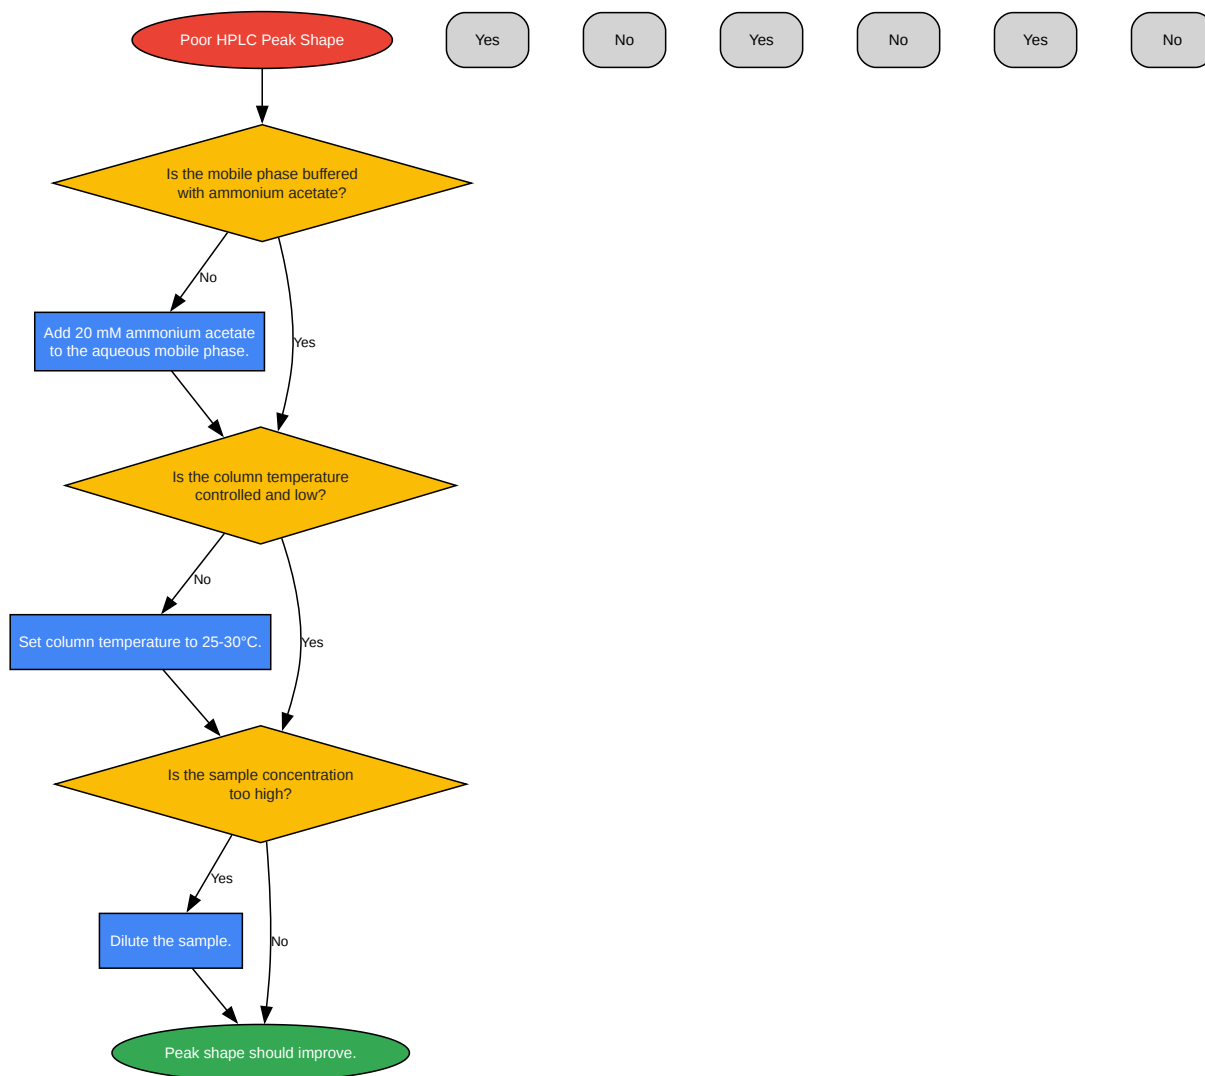 Poor HPLC Peak Shape
Yes
No
Yes
No
Yes
No
Is the mobile phase buffered
with ammonium acetate?
No
Add 20 mM ammonium acetate
to the aqueous mobile phase.
Yes
Is the column temperature
controlled and low?
No
Set column temperature to 25-30°C.
Yes
Is the sample concentration
too high?
Yes
Dilute the sample.
No
Peak shape should improve.